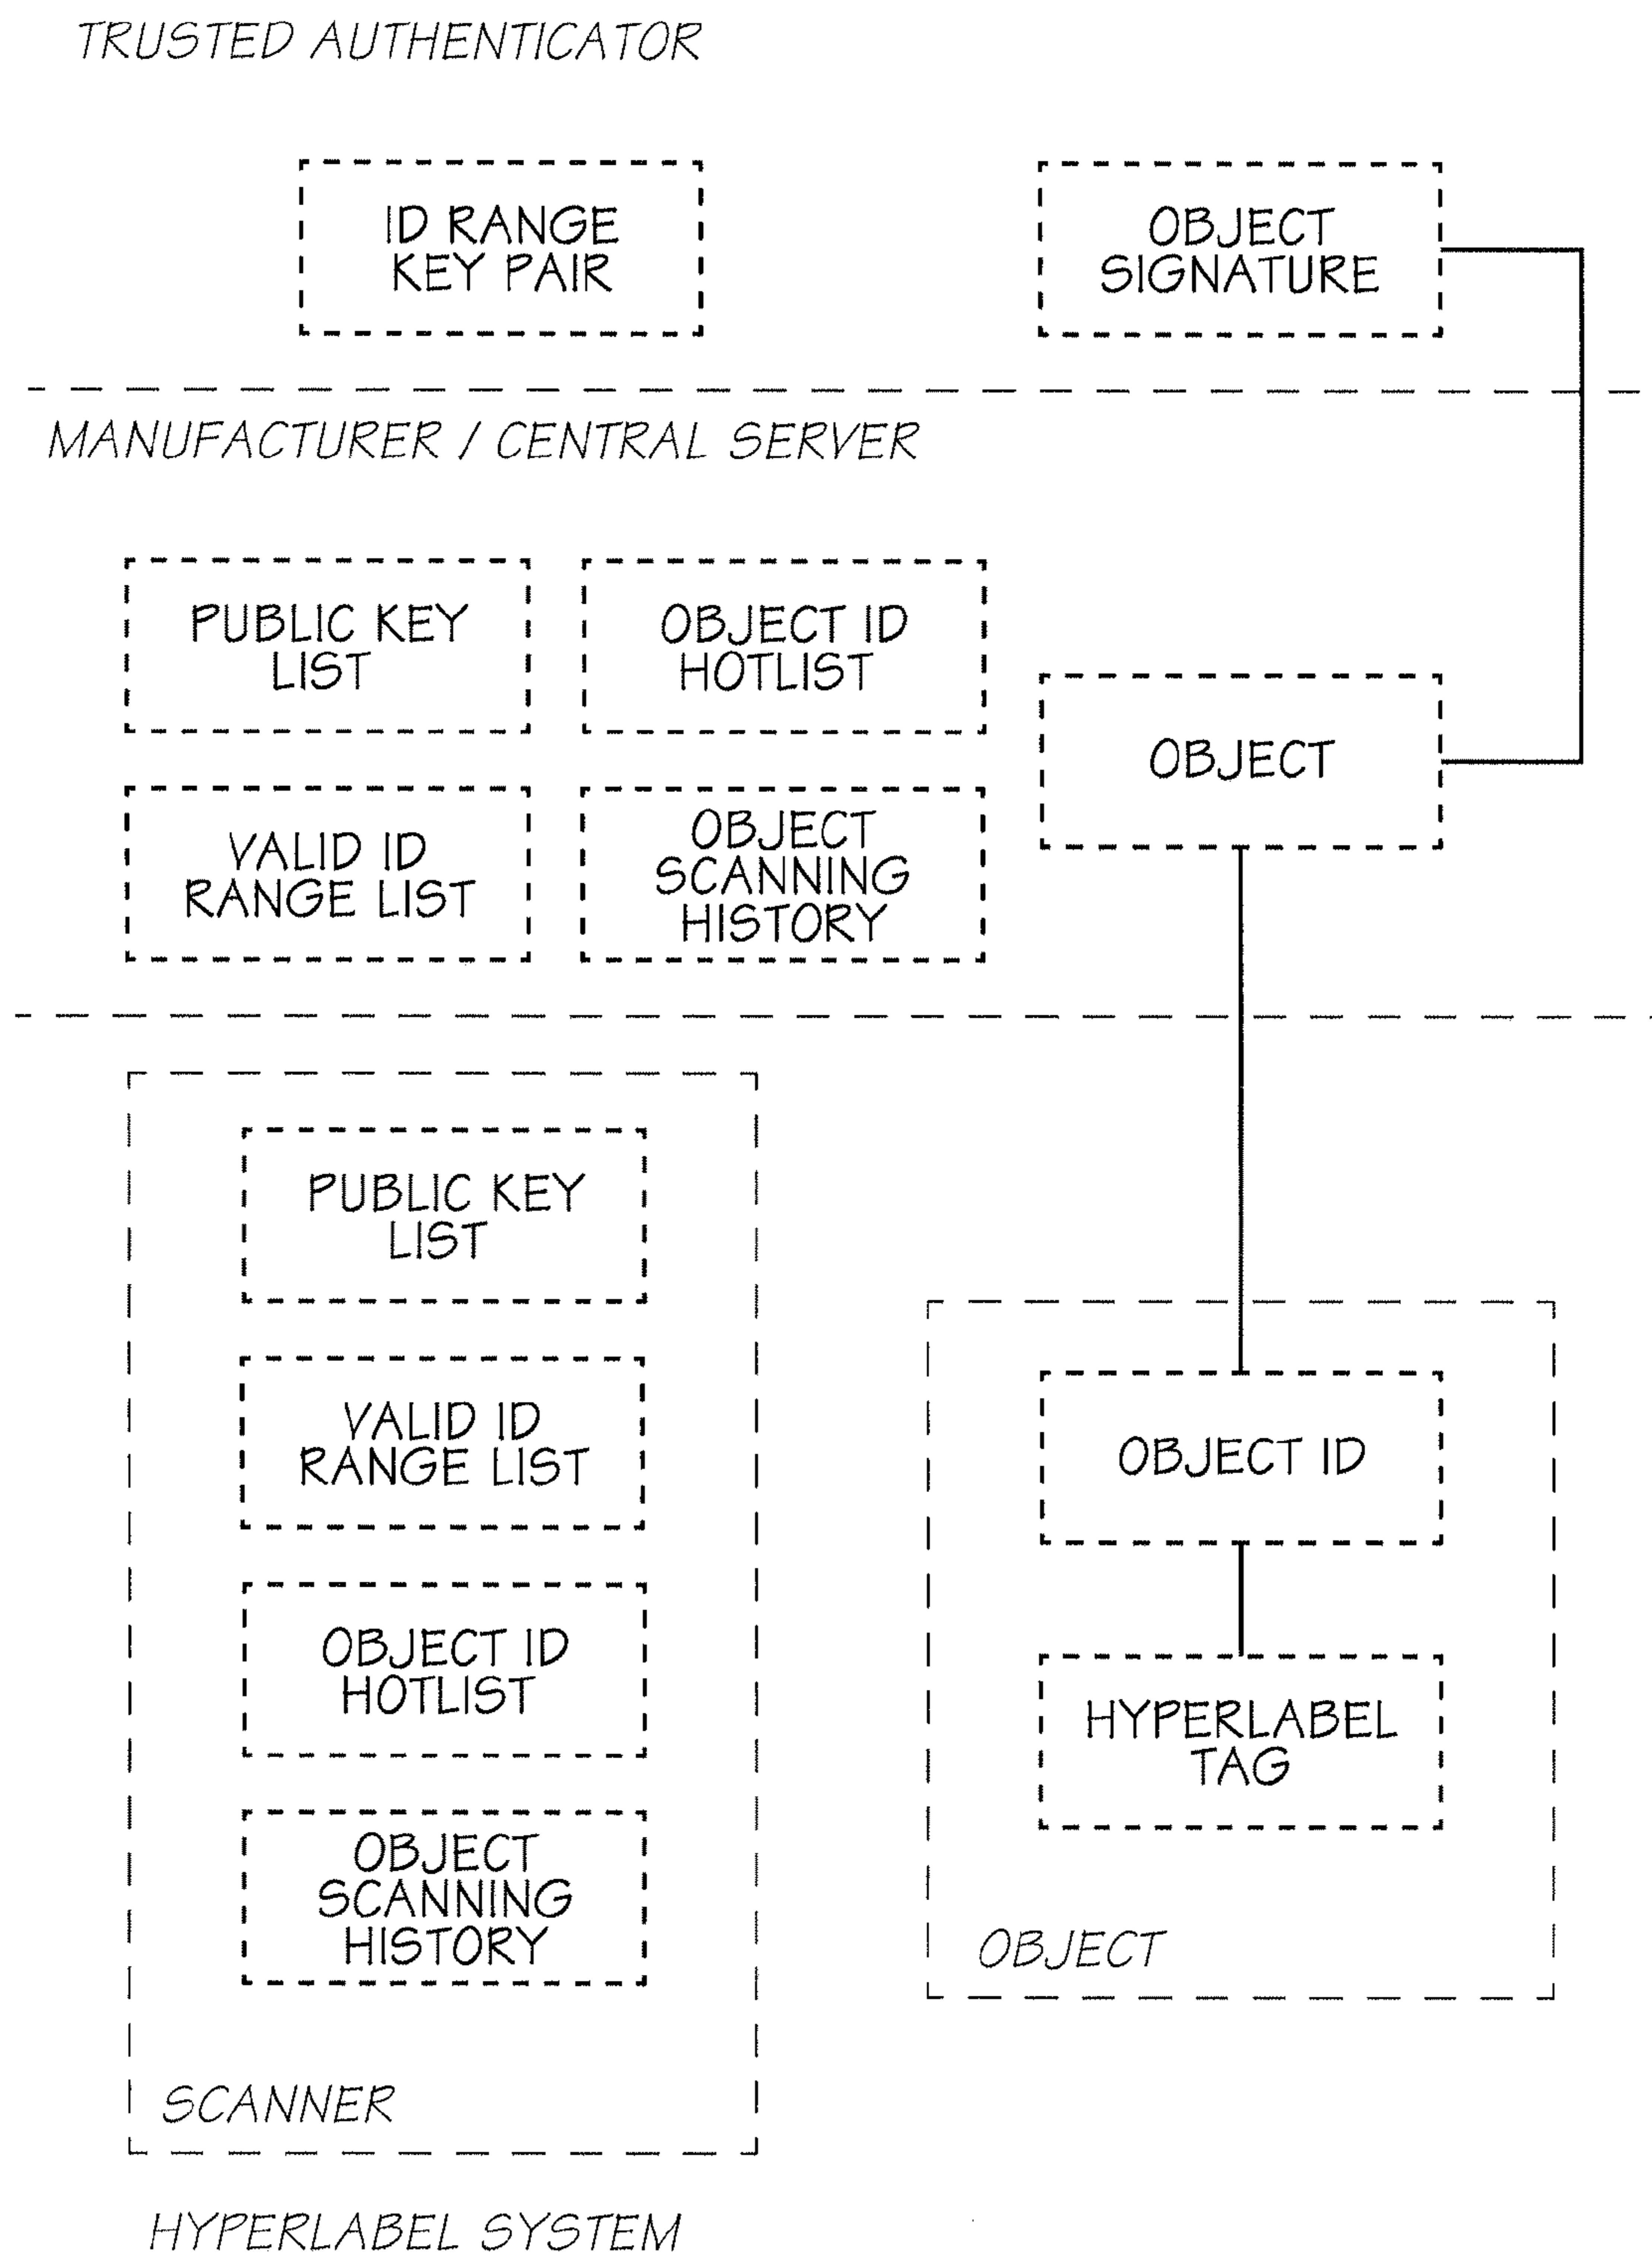 TRUSTED AUTHENTICATOR
ID RANGE
KEY PAIR
OBJECT
SIGNATURE
MANUFACTURER / CENTRAL SERVER
PUBLIC KEY
LIST
OBJECT ID
HOTLIST
OBJECT
VALID ID
RANGE LIST
OBJECT
SCANNING
HISTORY
PUBLIC KEY
LIST
VALID ID
RANGE LIST
OBJECT ID
HOTLIST
OBJECT
SCANNING
HISTORY
SCANNER
OBJECT ID
HYPERLABEL
TAG
OBJECT
HYPERLABEL SYSTEM